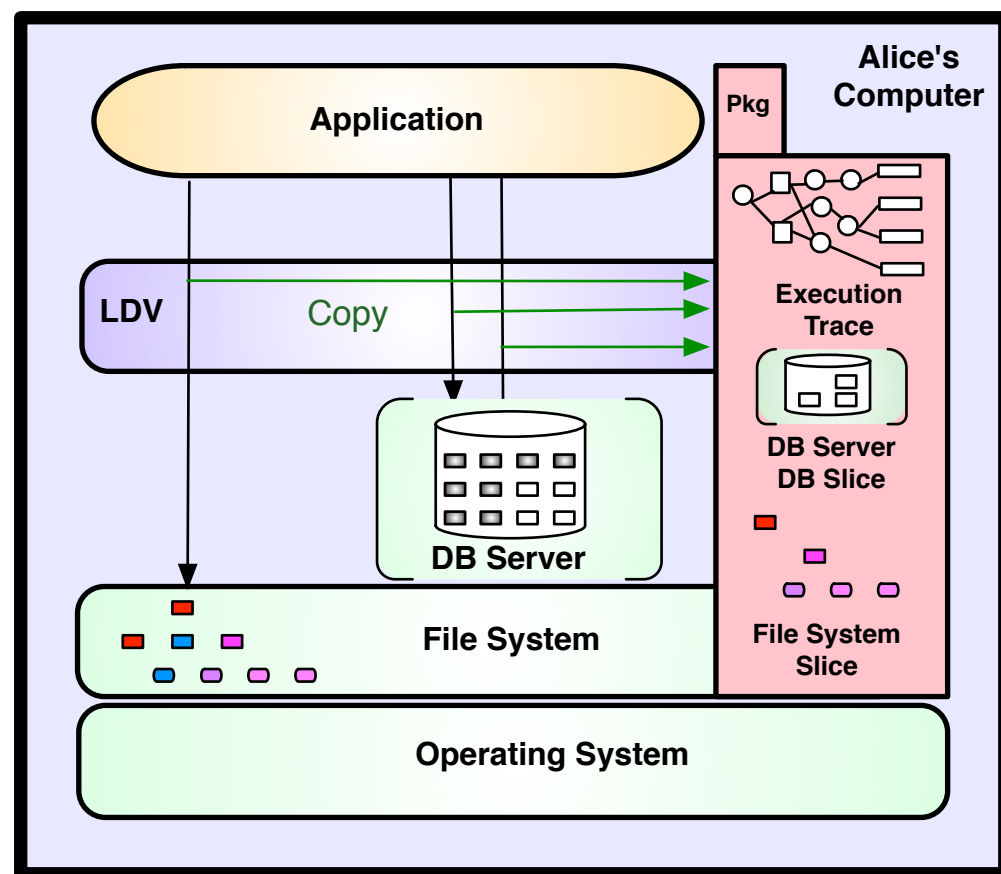 Alice's
Computer
Pkg
Application
LDV
Copy
Execution
Trace
DB Server
DB Slice
DB Server
File System
File System
Slice
Operating System